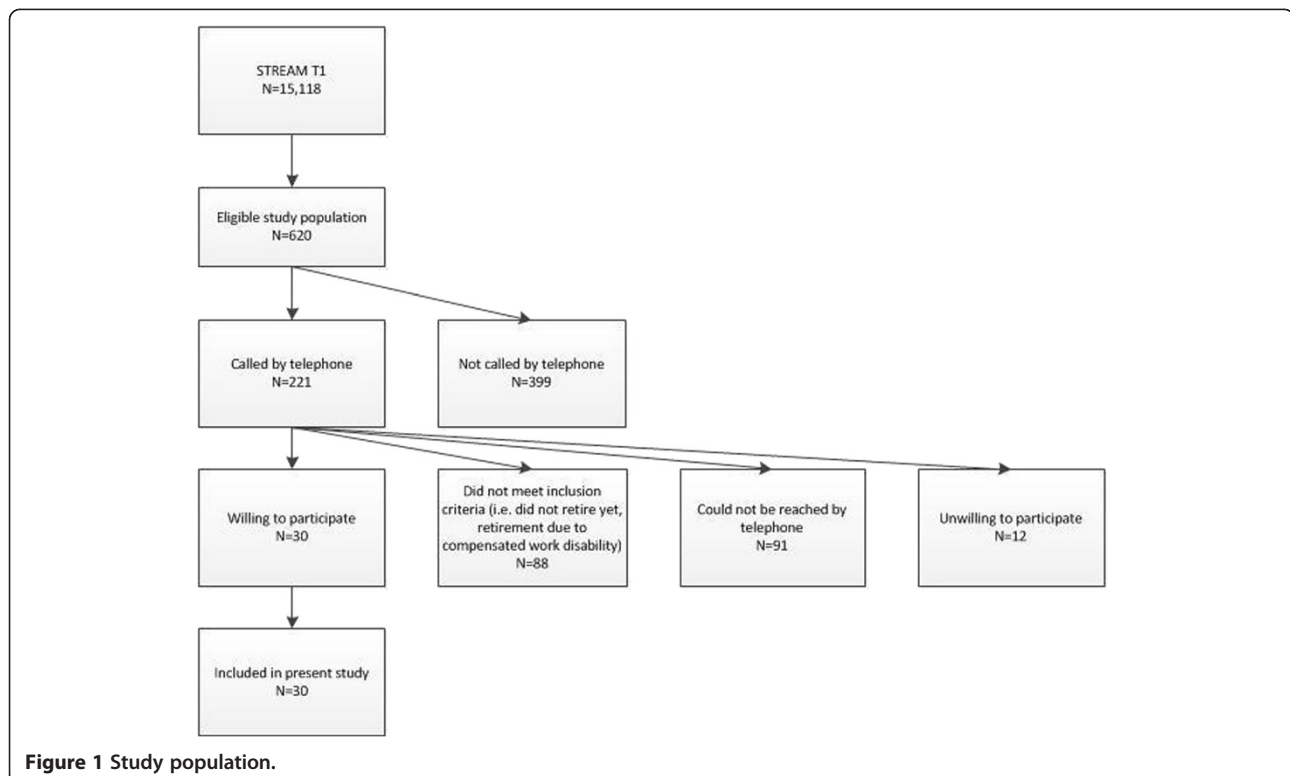 STREAM T1
N=15,118
Eligible study population
N=620
Called by telephone
N=221
Not called by telephone
N=399
Willing to participate
N=30
Did not meet inclusion
criteria (i.e. did not retire yet,
retirement due to
compensated work disability)
N=88
Could not be reached by
telephone
N=91
Unwilling to participate
N=12
Included in present study
N=30
Figure 1 Study population.